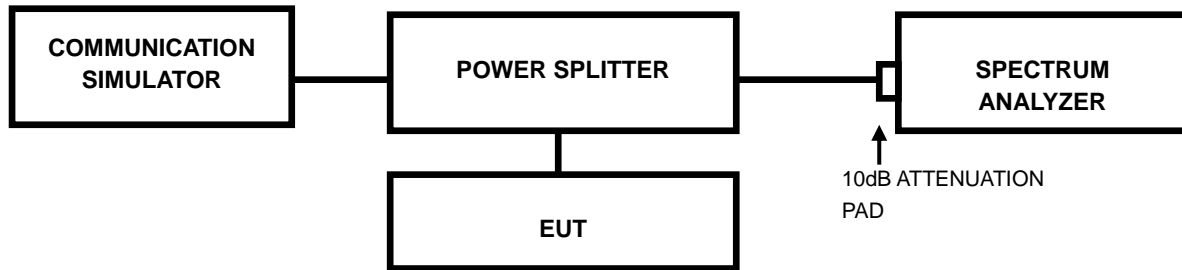 COMMUNICATION
SIMULATOR
POWER SPLITTER
SPECTRUM
ANALYZER
10dB ATTENUATION
PAD
EUT